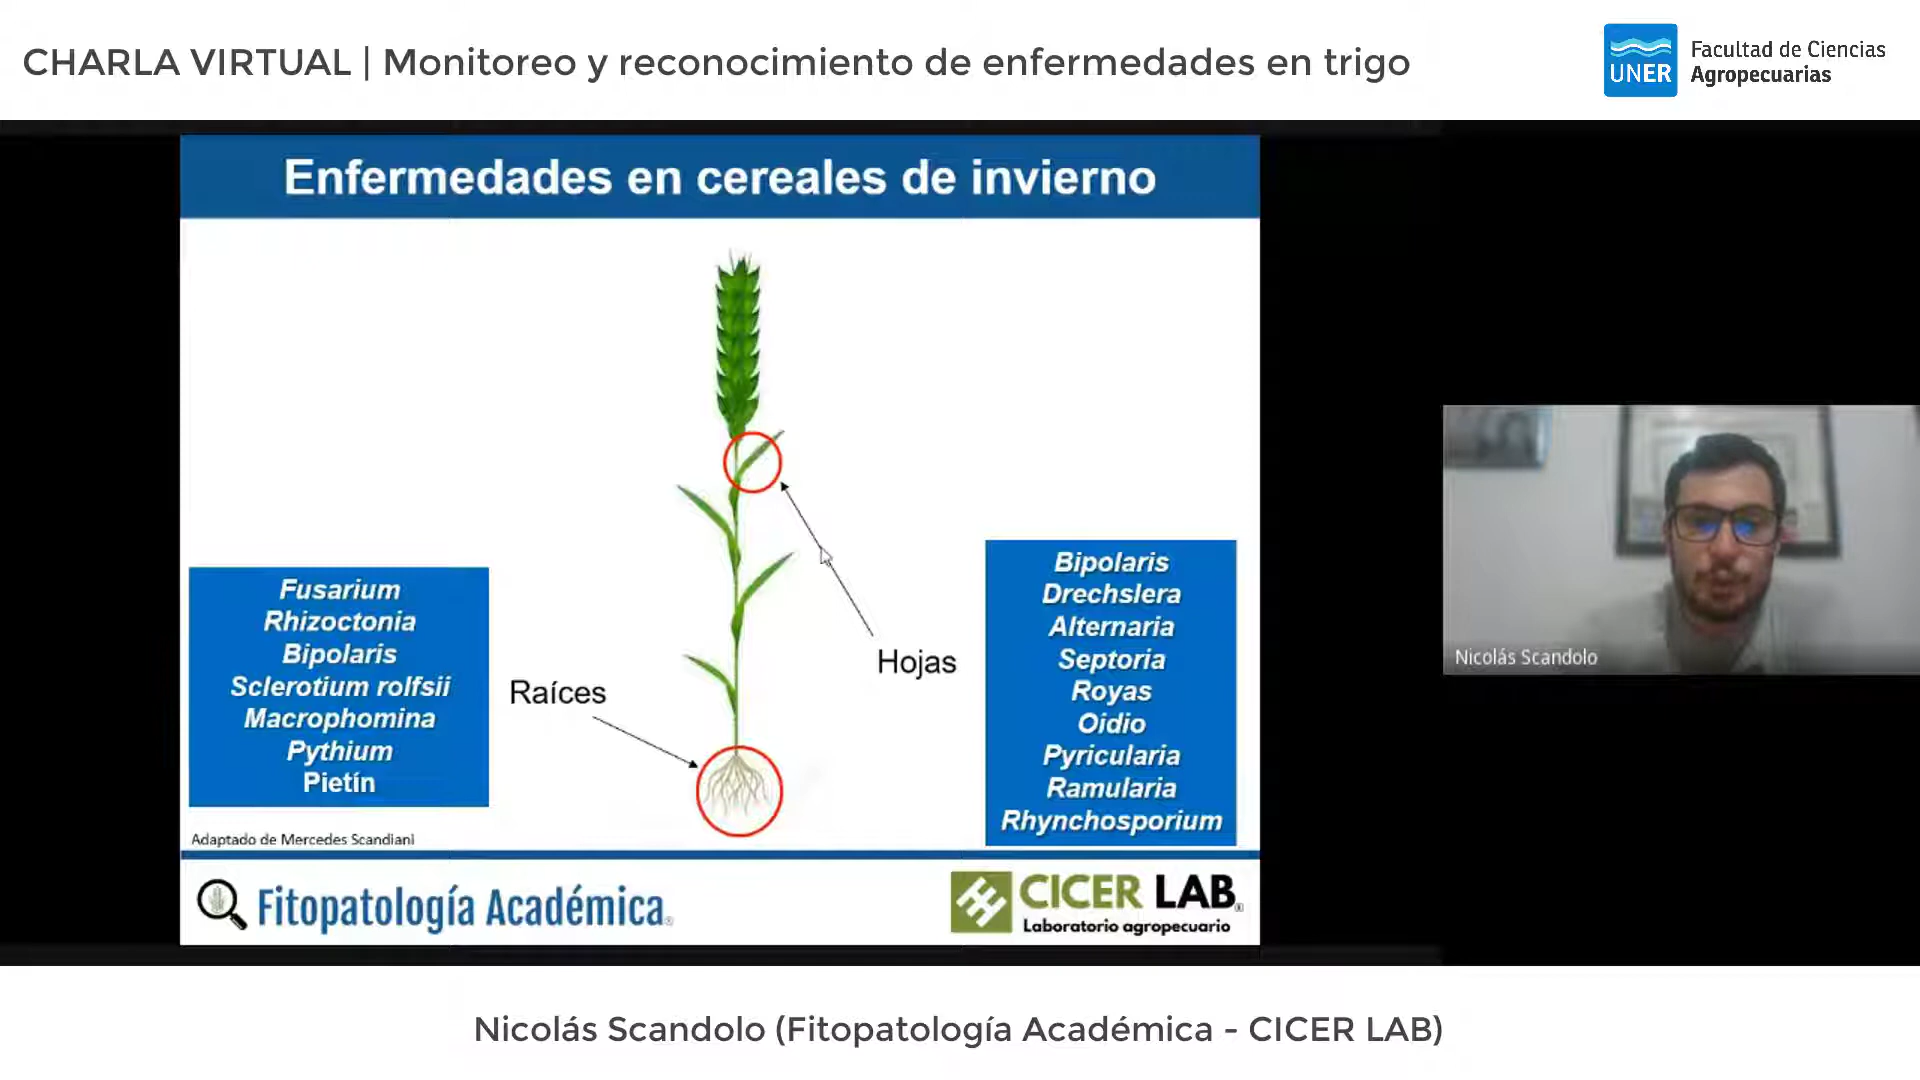 CHARLA VIRTUAL | Monitoreo y reconocimiento de enfermedades en trigo
UNER
Facultad de Ciencias
Agropecuarias
Enfermedades en cereales de invierno
Fusarium
Rhizoctonia
Bipolaris
Sclerotium rolfsii
Macrophomina
Pythium
Pietín
Raíces
Hojas
Bipolaris
Drechslera
Alternaria
Septoria
Royas
Oidio
Pyricularia
Ramularia
Rhynchosporium
Adaptado de Mercedes Scandiani
Fitopatología Académica®
CICER LAB®
Laboratorio agropecuario
Nicolás Scandolo
Nicolás Scandolo (Fitopatología Académica - CICER LAB)